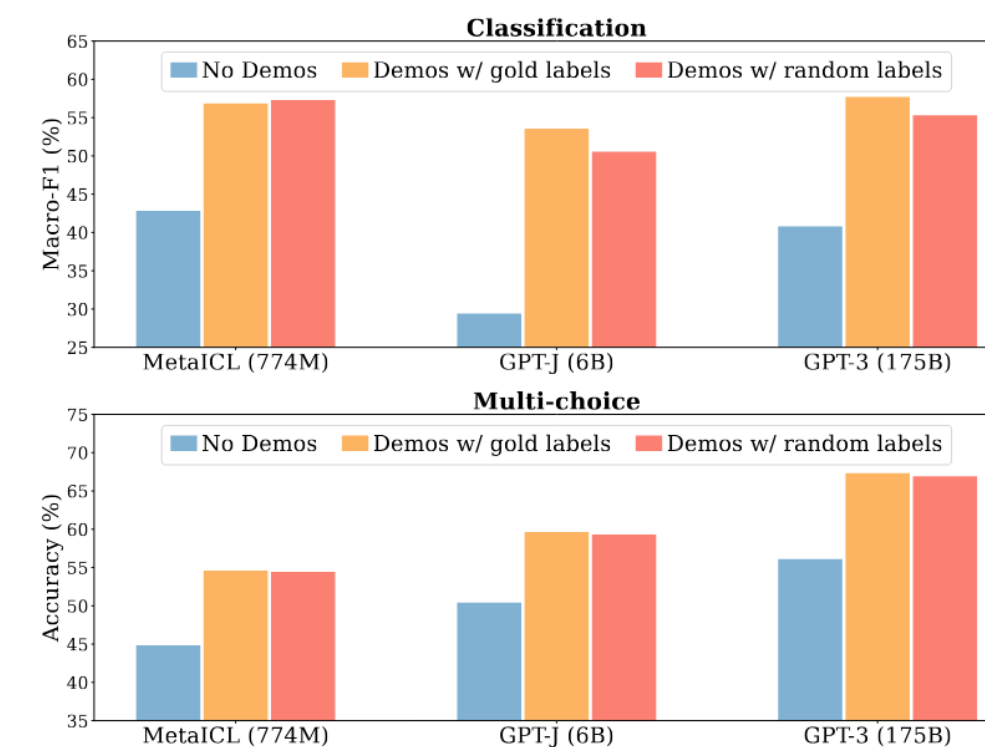 Classification
65
60
55
50
45
40
35
30
25
Macro-F1 (%)
No Demos Demos w/ gold labels Demos w/ random labels
MetaICL (774M) GPT-J (6B) GPT-3 (175B)
Multi-choice
75
70
65
60
55
50
45
40
35
Accuracy (%)
No Demos Demos w/ gold labels Demos w/ random labels
MetaICL (774M) GPT-J (6B) GPT-3 (175B)